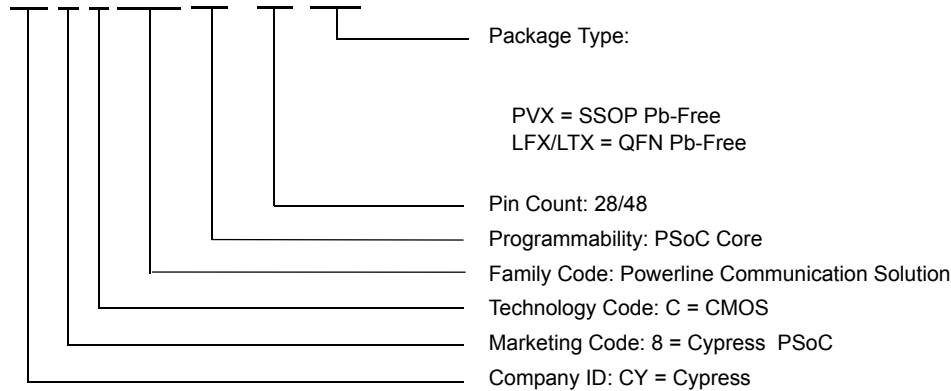 Package Type:
PVX = SSOP Pb-Free
LFX/LTX = QFN Pb-Free
Pin Count: 28/48
Programmability: PSoC Core
Family Code: Powerline Communication Solution
Technology Code: C = CMOS
Marketing Code: 8 = Cypress PSoC
Company ID: CY = Cypress